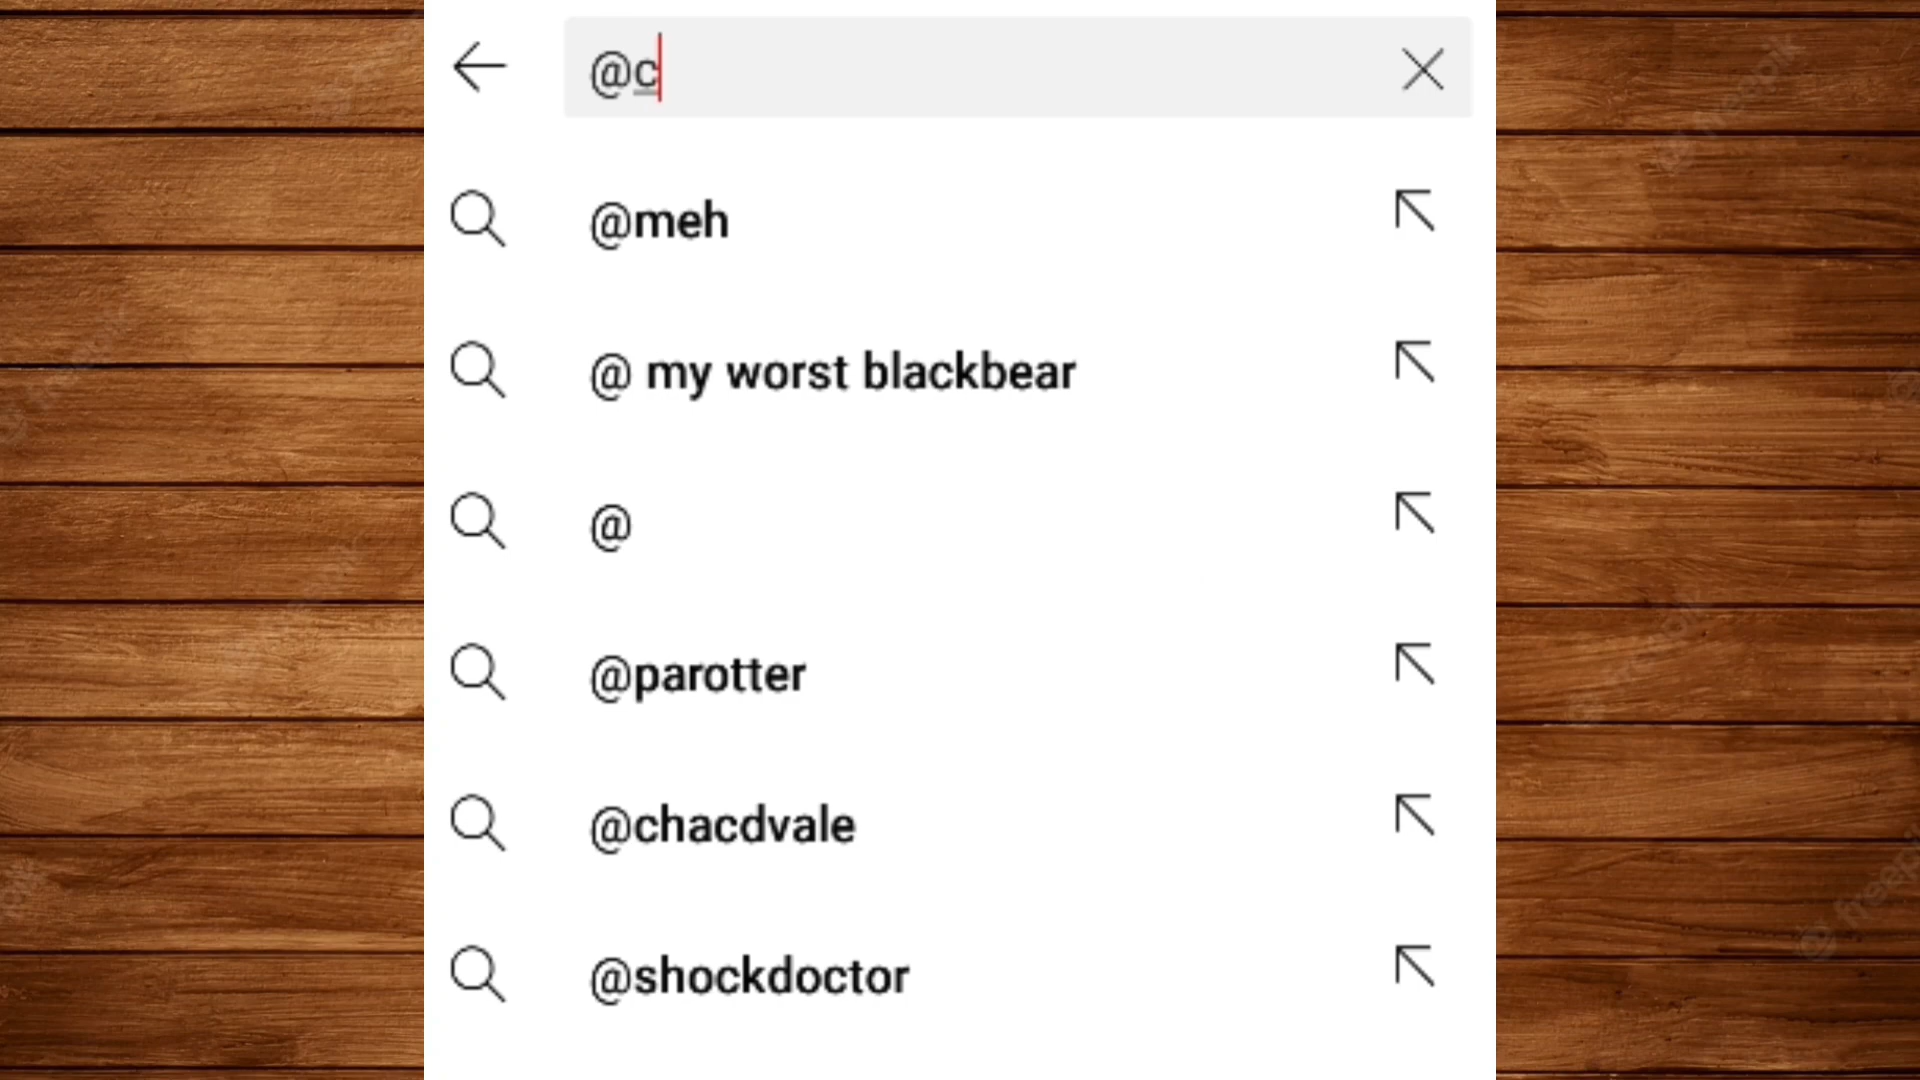 @c
@meh
@ my worst blackbear
@
@parotter
@chacdvale
@shockdoctor